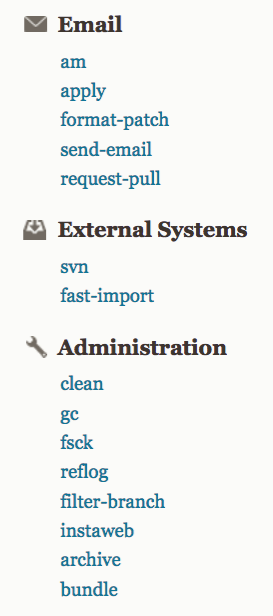 Email
am
apply
format-patch
send-email
request-pull
External Systems
svn
fast-import
Administration
clean
gc
fsck
reflog
filter-branch
instaweb
archive
bundle